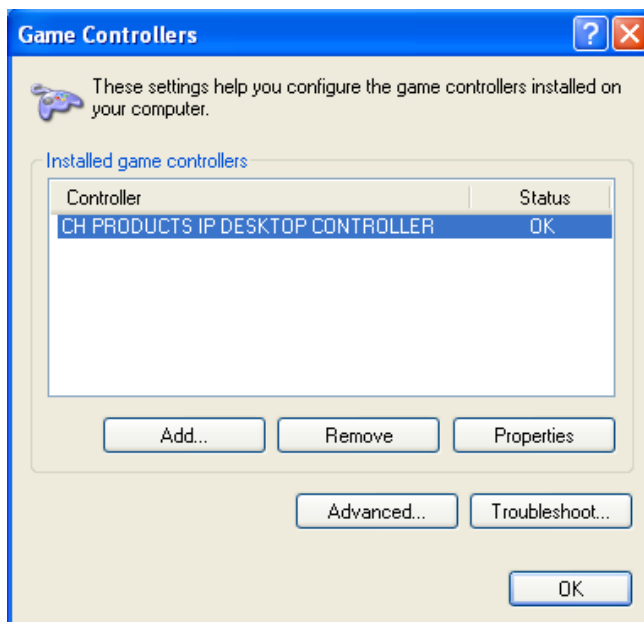 Game Controllers
?
These settings help you configure the game controllers installed on
your computer.
Installed game controllers
Controller Status
CH PRODUCTS IP DESKTOP CONTROLLER OK
Add... Remove Properties
Advanced... Troubleshoot...
OK